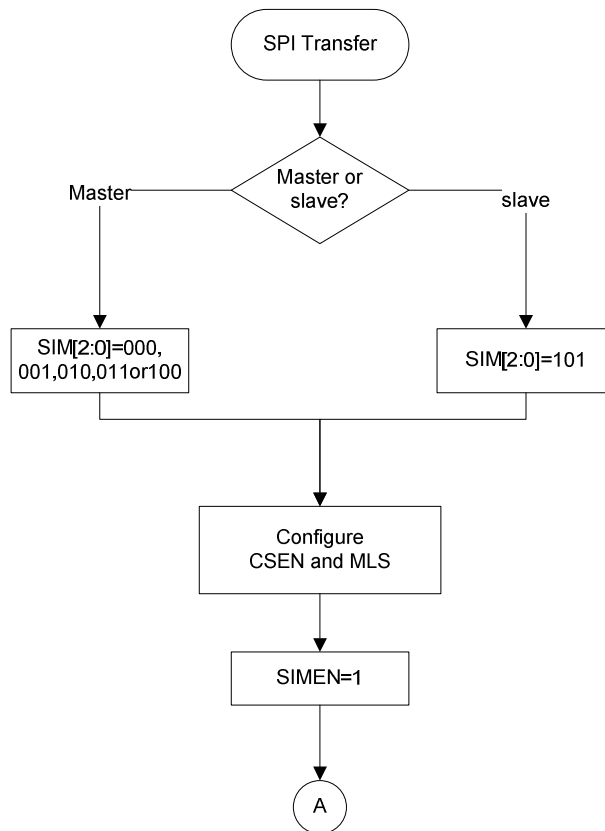 SPI Transfer
Master or
slave?
Master
slave
SIM[2:0]=000,
001,010,011or100
SIM[2:0]=101
Configure
CSEN and MLS
SIMEN=1
A